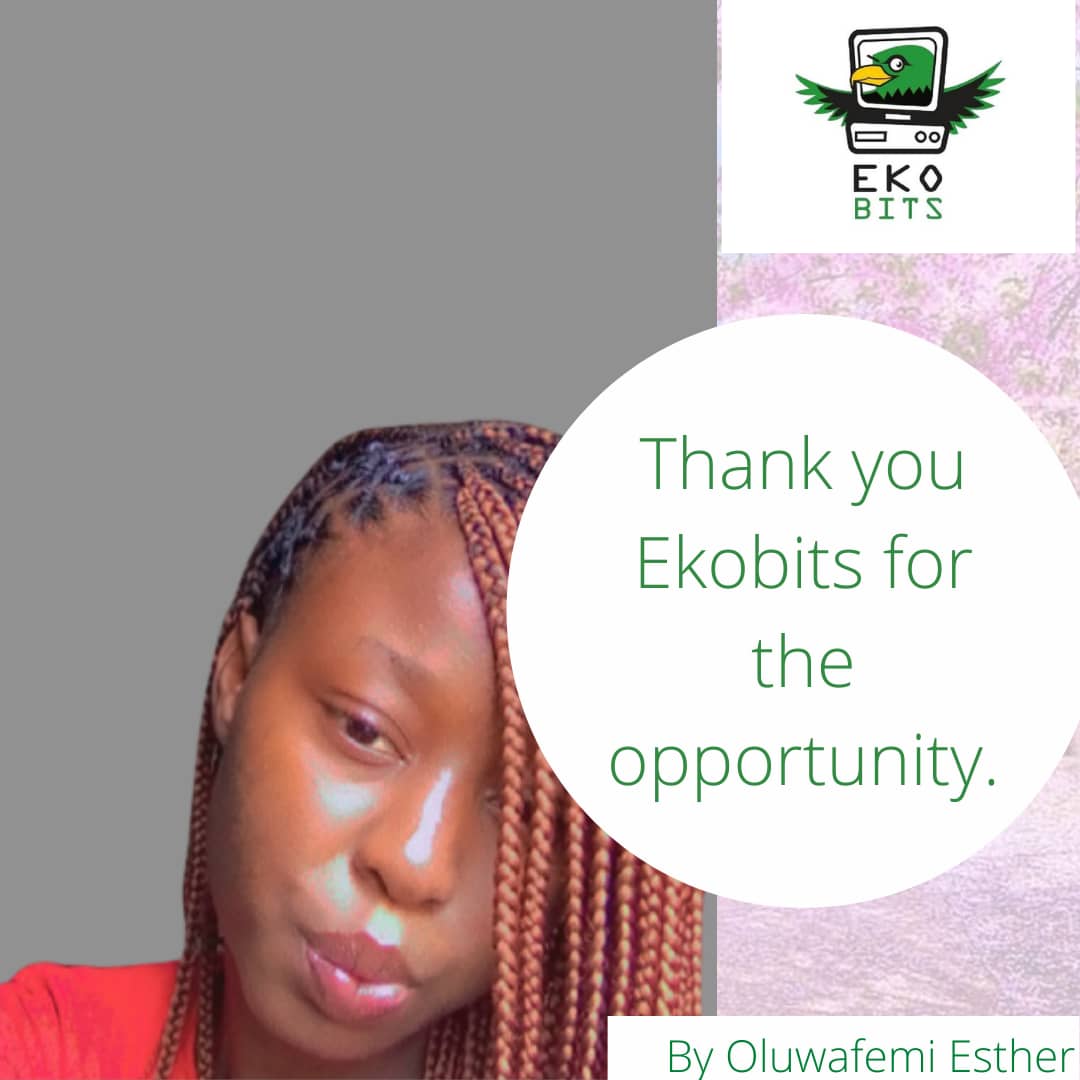 EKO
BITS
Thank you
Ekobits for
the
opportunity.
By Oluwafemi Esther